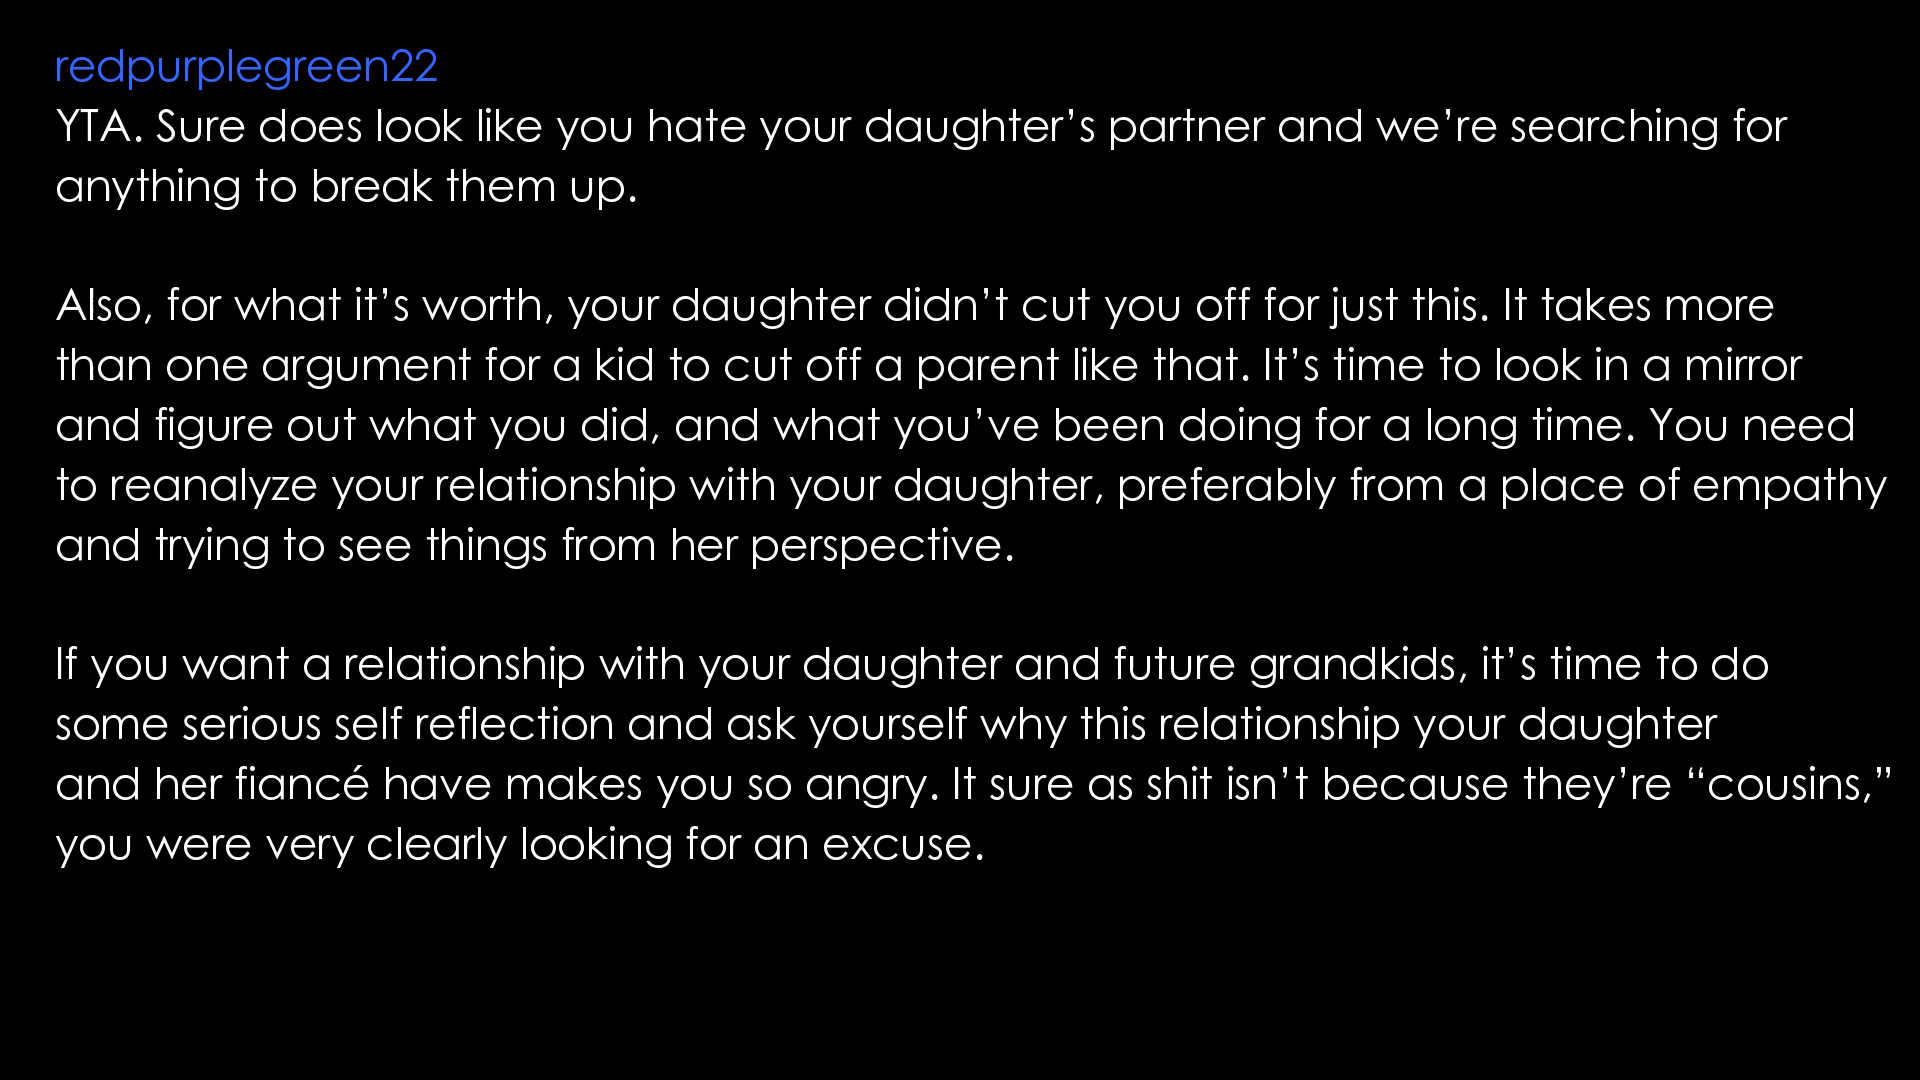 redpurplegreen22
YTA. Sure does look like you hate your daughter’s partner and we’re searching for
anything to break them up.
Also, for what it’s worth, your daughter didn’t cut you off for just this. It takes more
than one argument for a kid to cut off a parent like that. It’s time to look in a mirror
and figure out what you did, and what you’ve been doing for a long time. You need
to reanalyze your relationship with your daughter, preferably from a place of empathy
and trying to see things from her perspective.
If you want a relationship with your daughter and future grandkids, it’s time to do
some serious self reflection and ask yourself why this relationship your daughter
and her fiancé have makes you so angry. It sure as shit isn’t because they’re “cousins,”
you were very clearly looking for an excuse.